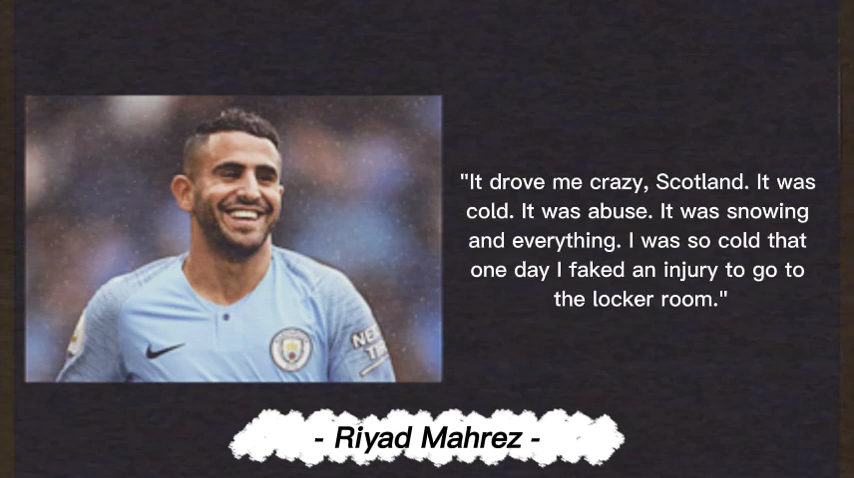 "It drove me crazy, Scotland. It was
cold. It was abuse. It was snowing
and everything. I was so cold that
one day I faked an injury to go to
the locker room."
- Riyad Mahrez -